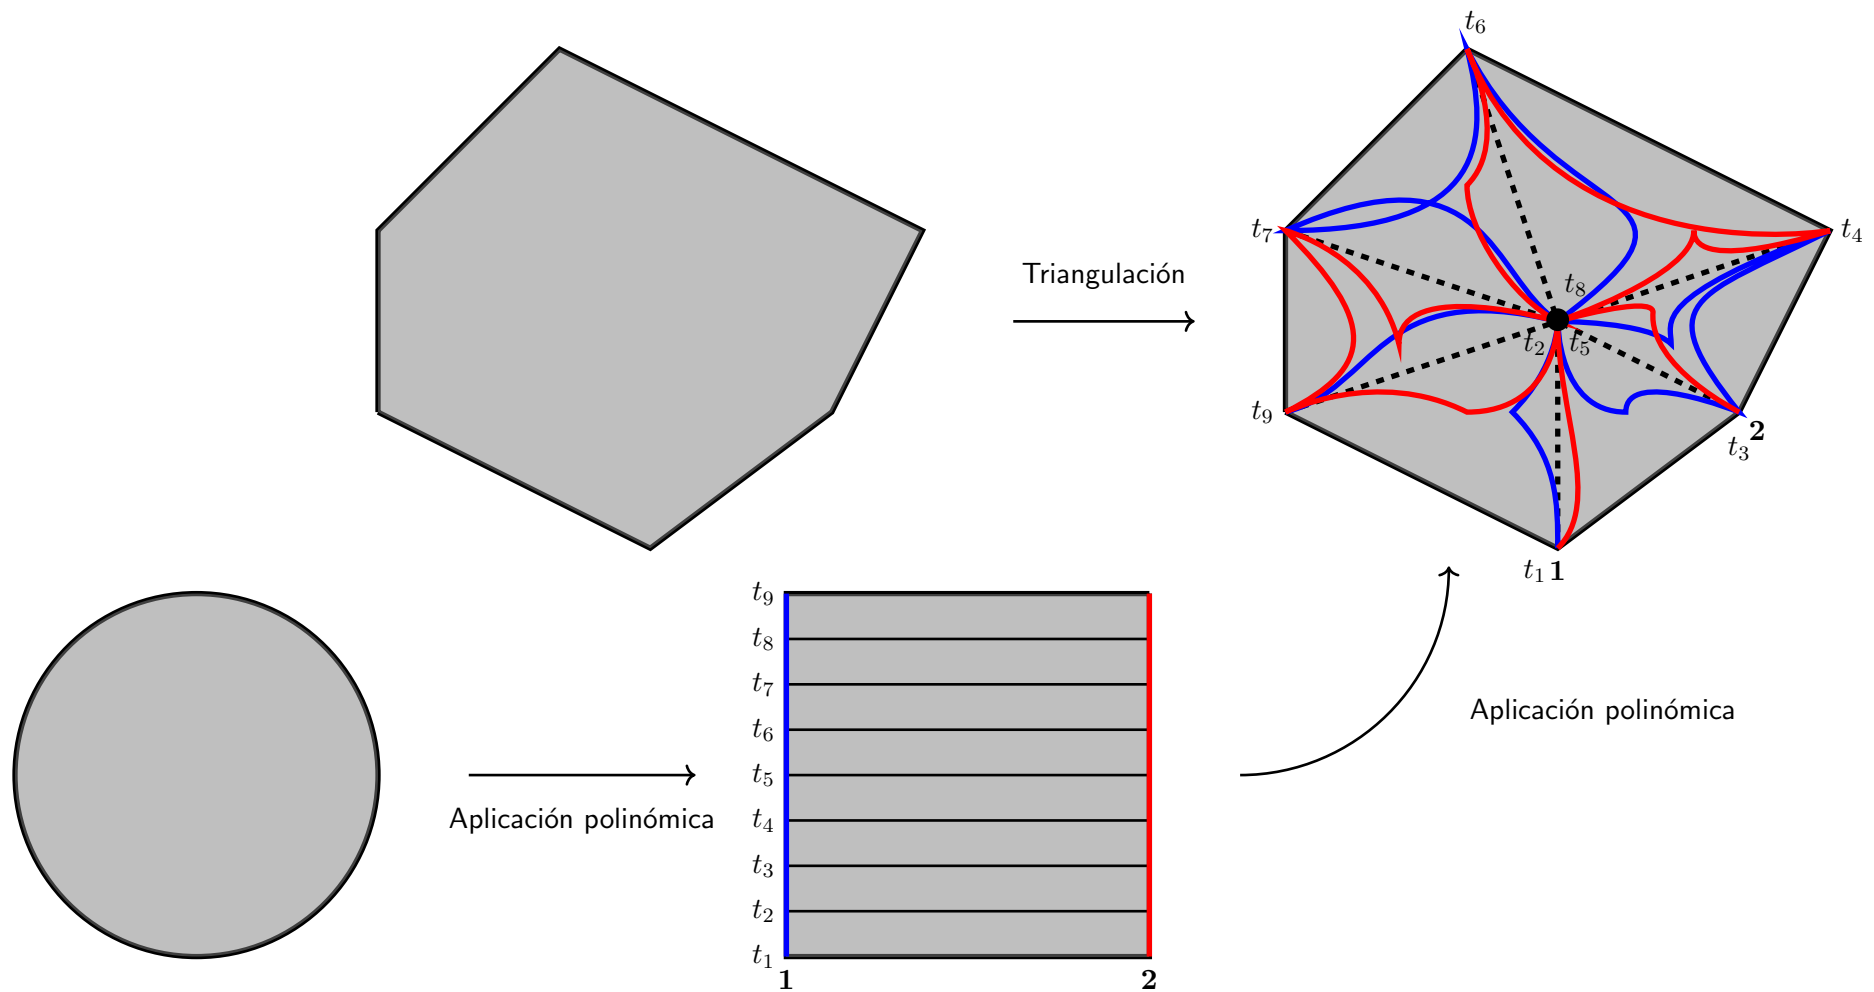 t6
Triangulación
t7
t4
t8
t2 t5
t9
2
t3
t1 1
t9
t8
t7
t6
t5
t4
t3
t2
t1
1 2
Aplicación polinómica
Aplicación polinómica